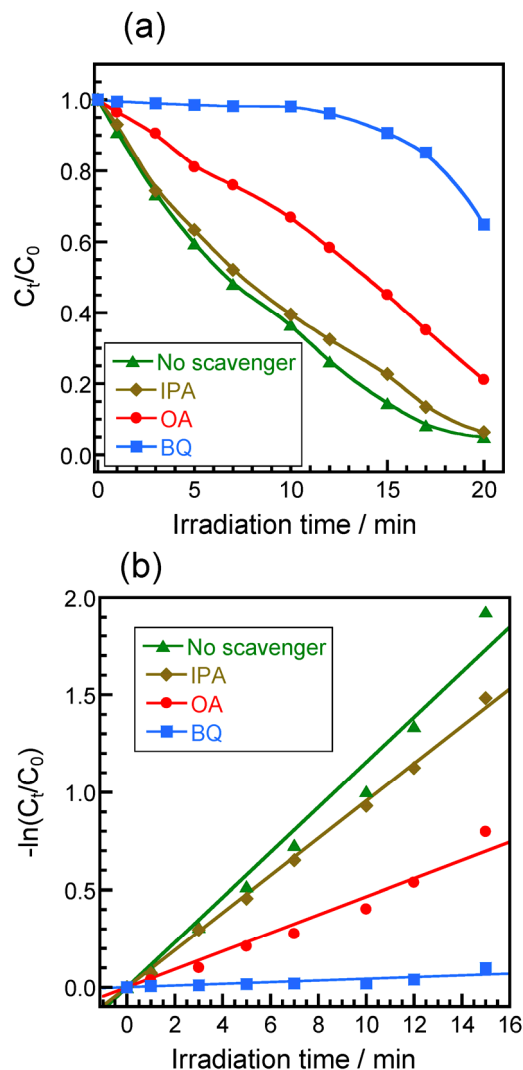 (a)
1.0
0.8
0.6
0.4
0.2
0.0
Cₜ/C₀
No scavenger
IPA
OA
BQ
0 5 10 15 20
Irradiation time / min
(b)
2.0
1.5
1.0
0.5
0.0
-ln(Cₜ/C₀)
No scavenger
IPA
OA
BQ
0 2 4 6 8 10 12 14 16
Irradiation time / min